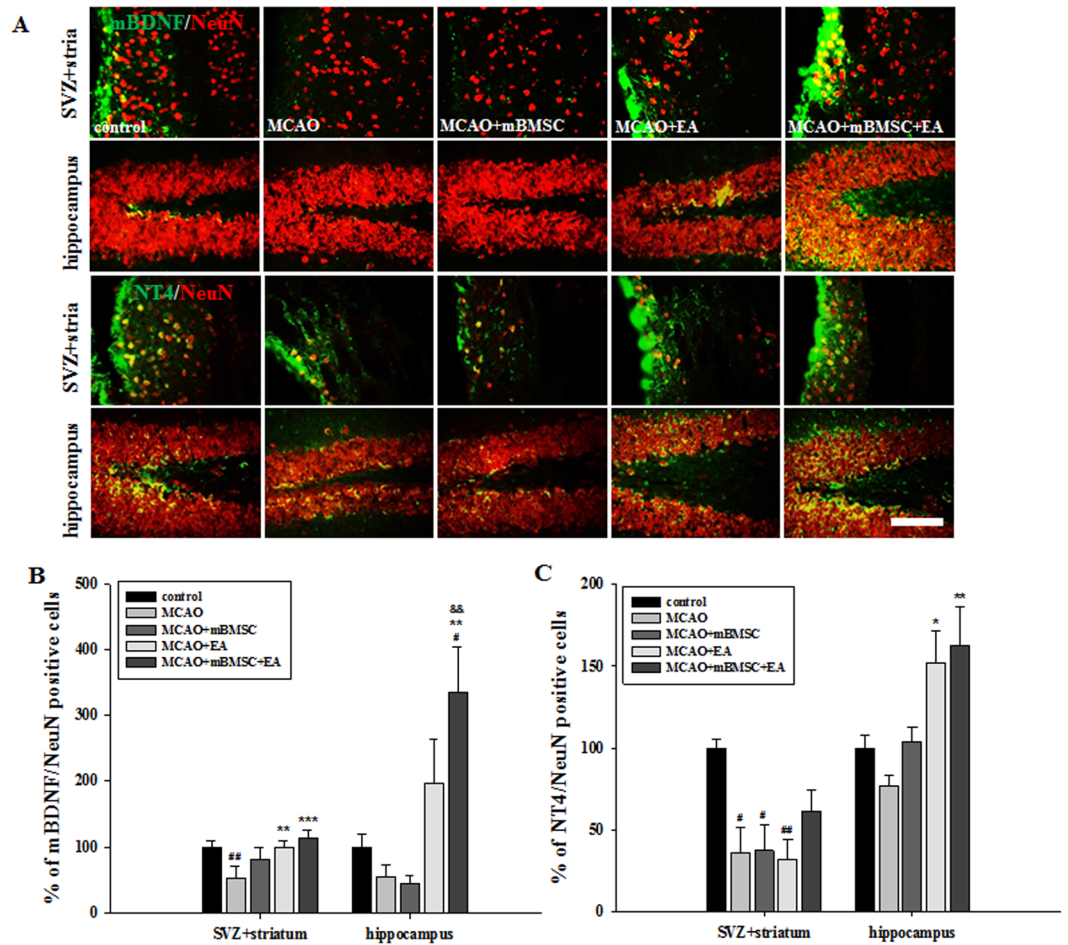 A
mBDNF/NeuN
SVZ+stria
control
MCAO
MCAO+mBMSC
MCAO+EA
MCAO+mBMSC+EA
hippocampus
NT4/NeuN
SVZ+stria
hippocampus
B
% of mBDNF/NeuN positive cells
500
400
300
200
100
0
control
MCAO
MCAO+mBMSC
MCAO+EA
MCAO+mBMSC+EA
##
**
***
&&
**
#
SVZ+striatum
hippocampus
C
% of NT4/NeuN positive cells
200
150
100
50
0
control
MCAO
MCAO+mBMSC
MCAO+EA
MCAO+mBMSC+EA
#
#
##
*
**
SVZ+striatum
hippocampus